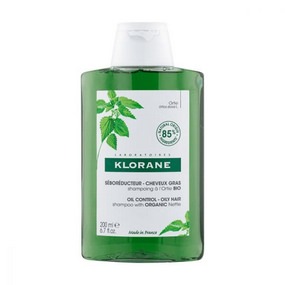 Ortie
85%
LABORATOIRES
KLORANE
SÉBORÉDUCTEUR - CHEVEUX GRAS
shampooing à l'Ortie BIO
OIL CONTROL - OILY HAIR
shampoo with ORGANIC Nettle
200 ml ℮
6.7 fl.oz.
Made in France